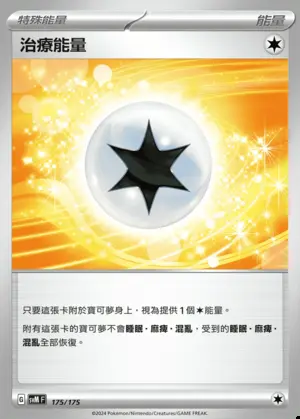 特殊能量 能量
治療能量
只要這張卡附於寶可夢身上，視為提供1個能量。
附有這張卡的寶可夢不會睡眠・麻痺・混亂，受到的睡眠・麻痺・
混亂全部恢復。
G SVM F 175/175
©2024 Pokémon/Nintendo/Creatures/GAME FREAK.